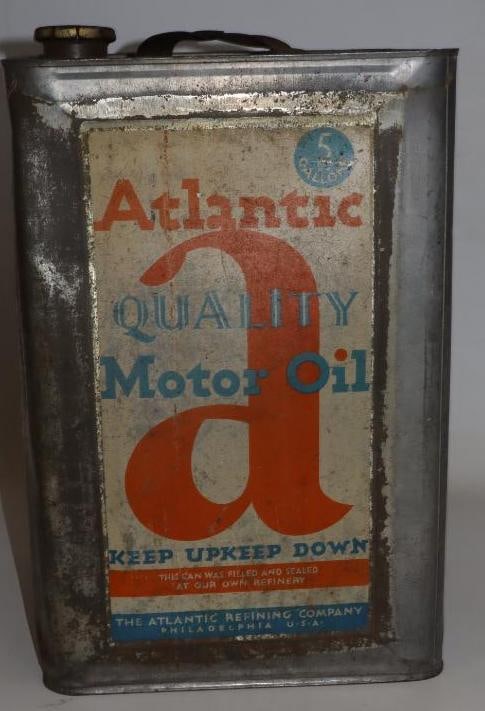 5
GALLONS
Atlantic
a
QUALITY
Motor Oil
KEEP UPKEEP DOWN
THIS CAN WAS FILLED AND SEALED
AT OUR OWN REFINERY
THE ATLANTIC REFINING COMPANY
PHILADELPHIA U·S·A·